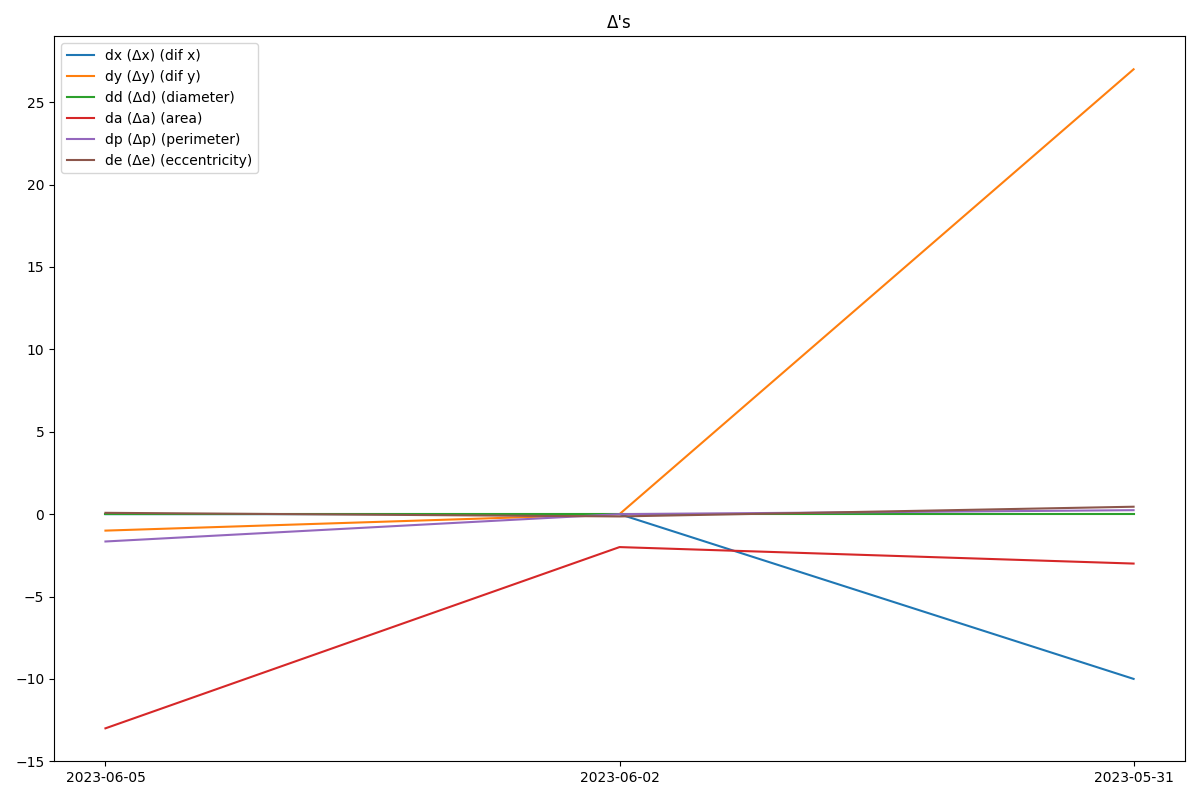 Δ's
dx (Δx) (dif x)
dy (Δy) (dif y)
dd (Δd) (diameter)
da (Δa) (area)
dp (Δp) (perimeter)
de (Δe) (eccentricity)
25
20
15
10
5
0
−5
−10
−15
2023-06-05 2023-06-02 2023-05-31